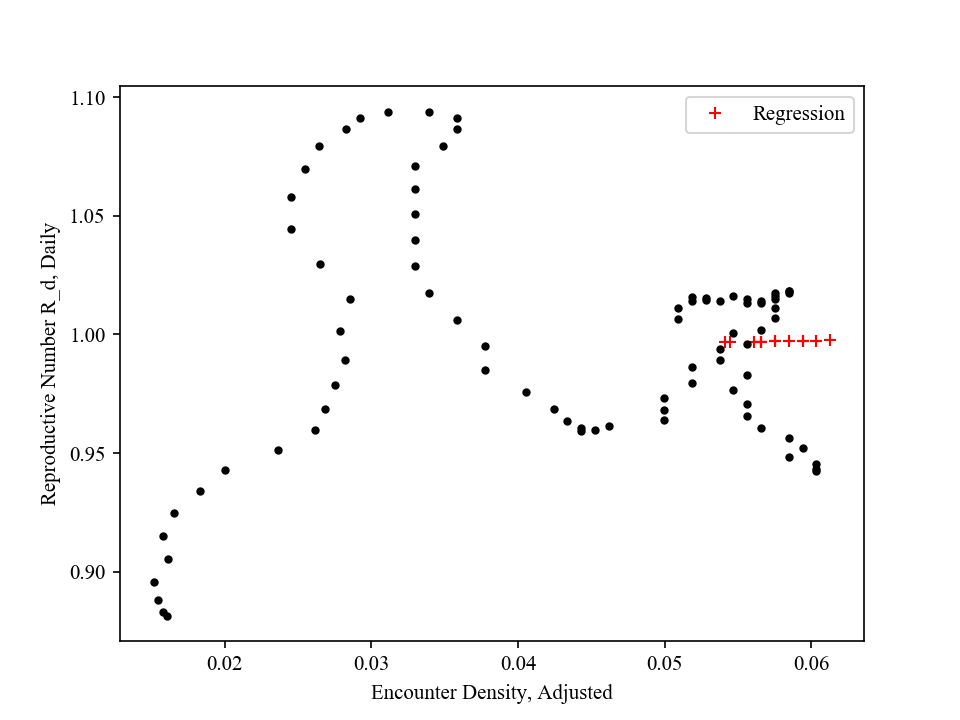 Regression
Reproductive Number R_d, Daily
1.10
1.05
1.00
0.95
0.90
0.02 0.03 0.04 0.05 0.06
Encounter Density, Adjusted